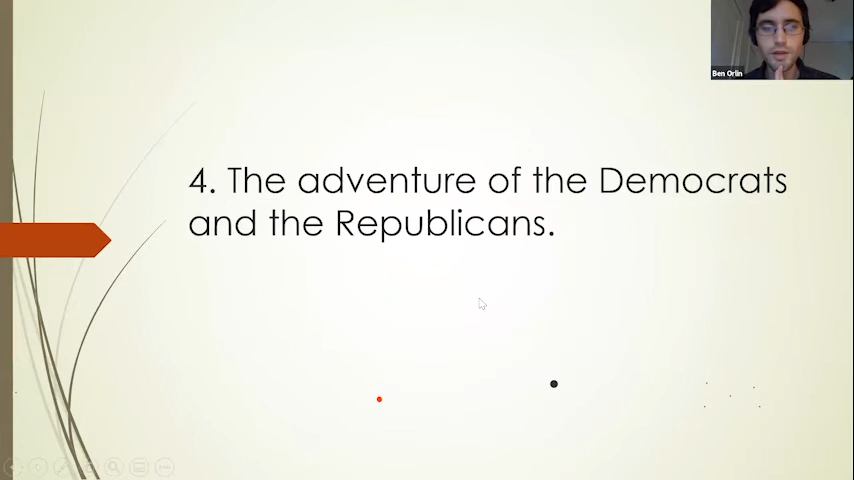 Ben Orlin
4. The adventure of the Democrats
and the Republicans.